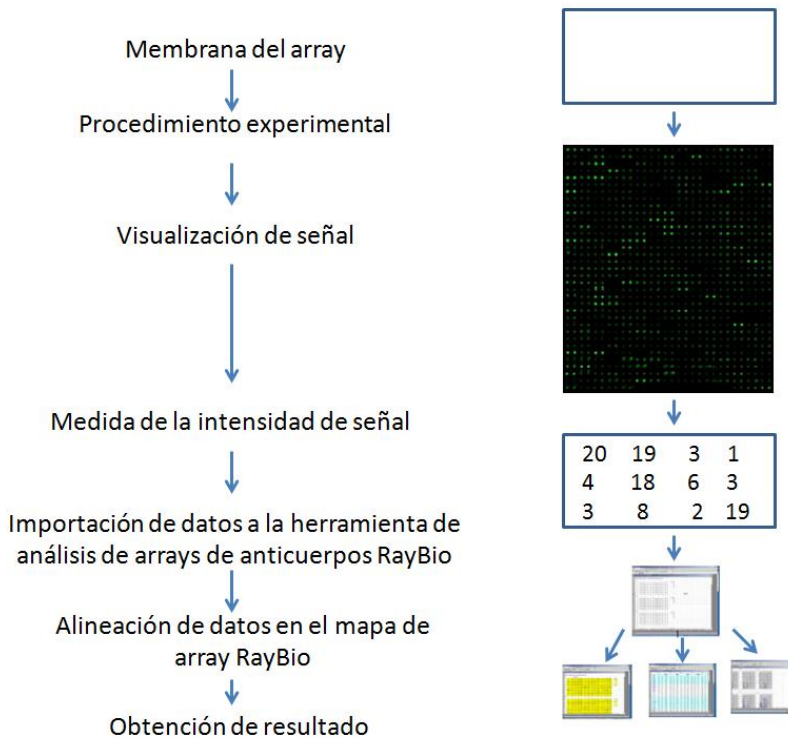 Membrana del array
Procedimiento experimental
Visualización de señal
Medida de la intensidad de señal
Importación de datos a la herramienta de
análisis de arrays de anticuerpos RayBio
Alineación de datos en el mapa de
array RayBio
Obtención de resultado
20 19 3 1
4 18 6 3
3 8 2 19